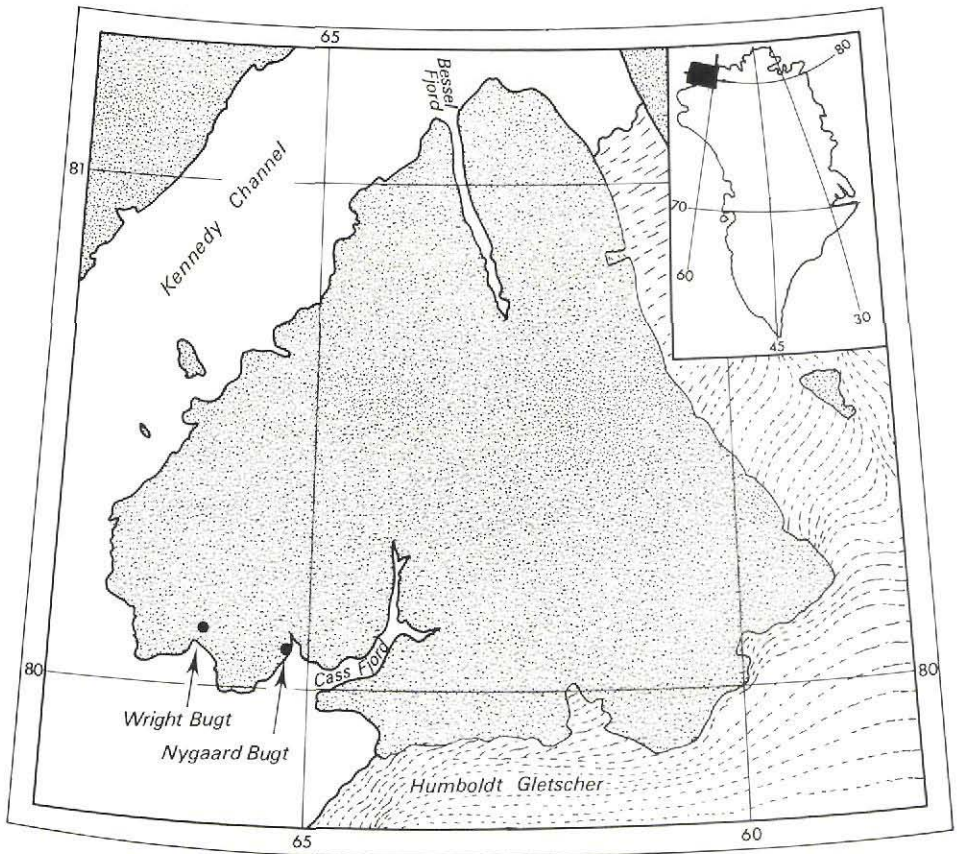 65
80
Bessel
Fjord
81
Kennedy Channel
70
60
30
45
80
Cass Fjord
80
Wright Bugt
Nygaard Bugt
Humboldt Gletscher
65
60